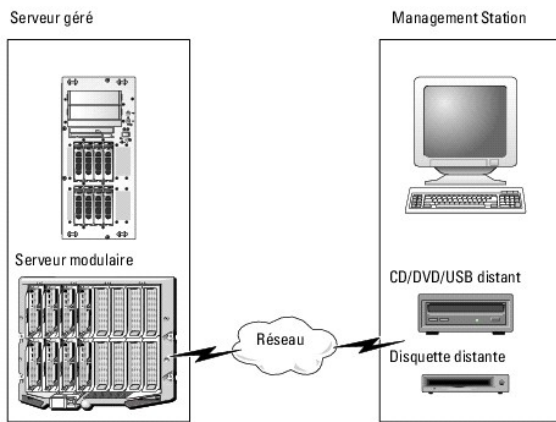 Serveur géré
Management Station
Serveur modulaire
CD/DVD/USB distant
Réseau
Disquette distante